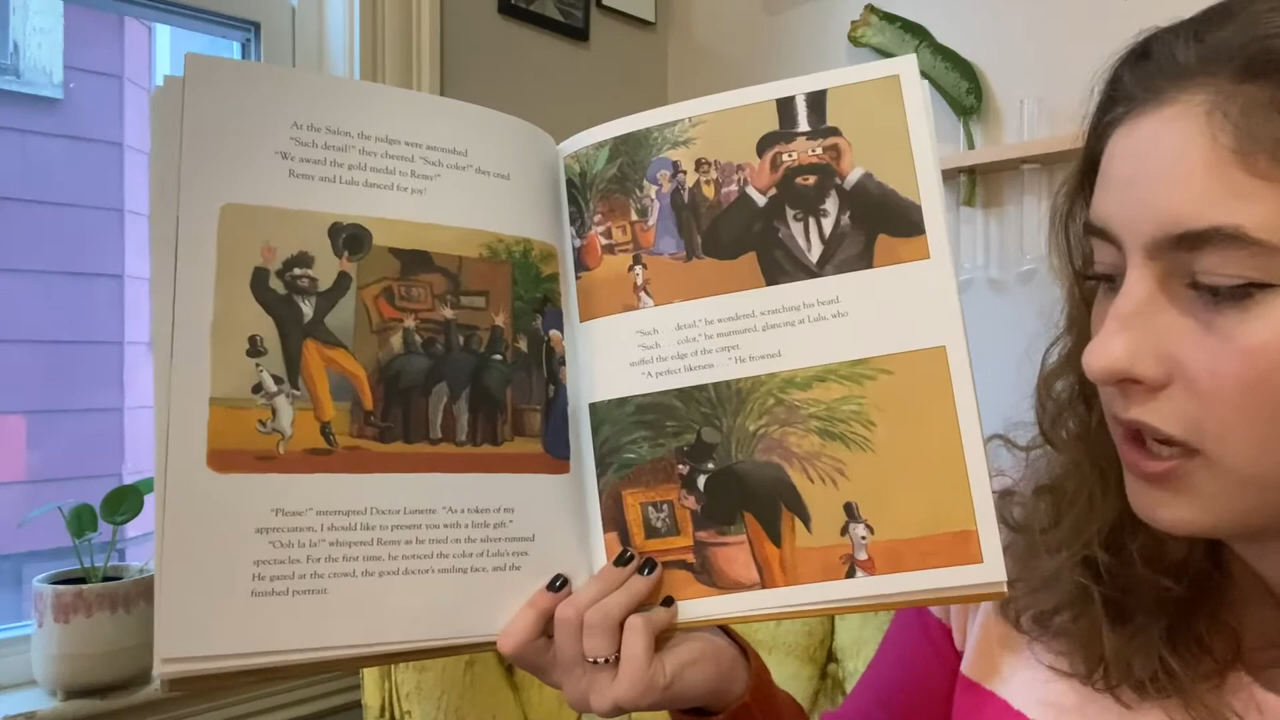 At the Salon, the judges were astonished
"Such detail!" they cheered. "Such color!" they cried
"We award the gold medal to Remy!"
Remy and Lulu danced for joy!
"Please!" interrupted Doctor Lunette. "As a token of my
appreciation, I should like to present you with a little gift."
"Ooh la la!" whispered Remy as he tried on the silver-rimmed
spectacles. For the first time, he noticed the color of Lulu's eyes.
He gazed at the crowd, the good doctor's smiling face, and the
finished portrait.
"Such . . detail," he wondered, scratching his beard.
"Such . . color," he murmured, glancing at Lulu, who
sniffed the edge of the carpet
"A perfect likeness . . ." He frowned